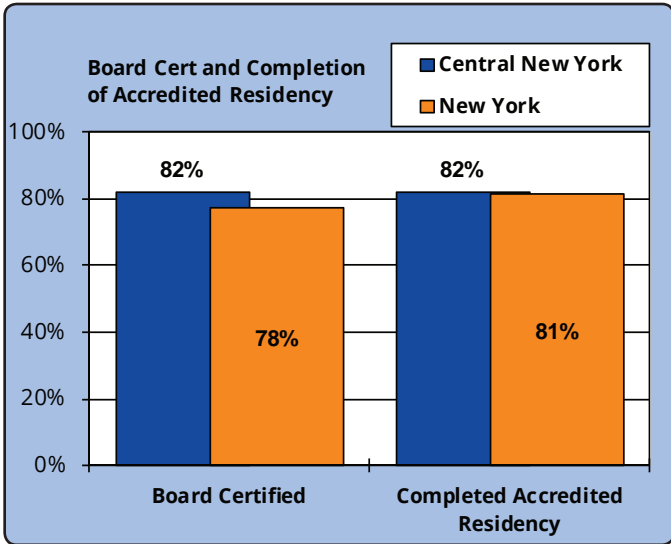 Board Cert and Completion
of Accredited Residency
Central New York
New York
100%
80%
60%
40%
20%
0%
82%
78%
82%
81%
Board Certified
Completed Accredited
Residency